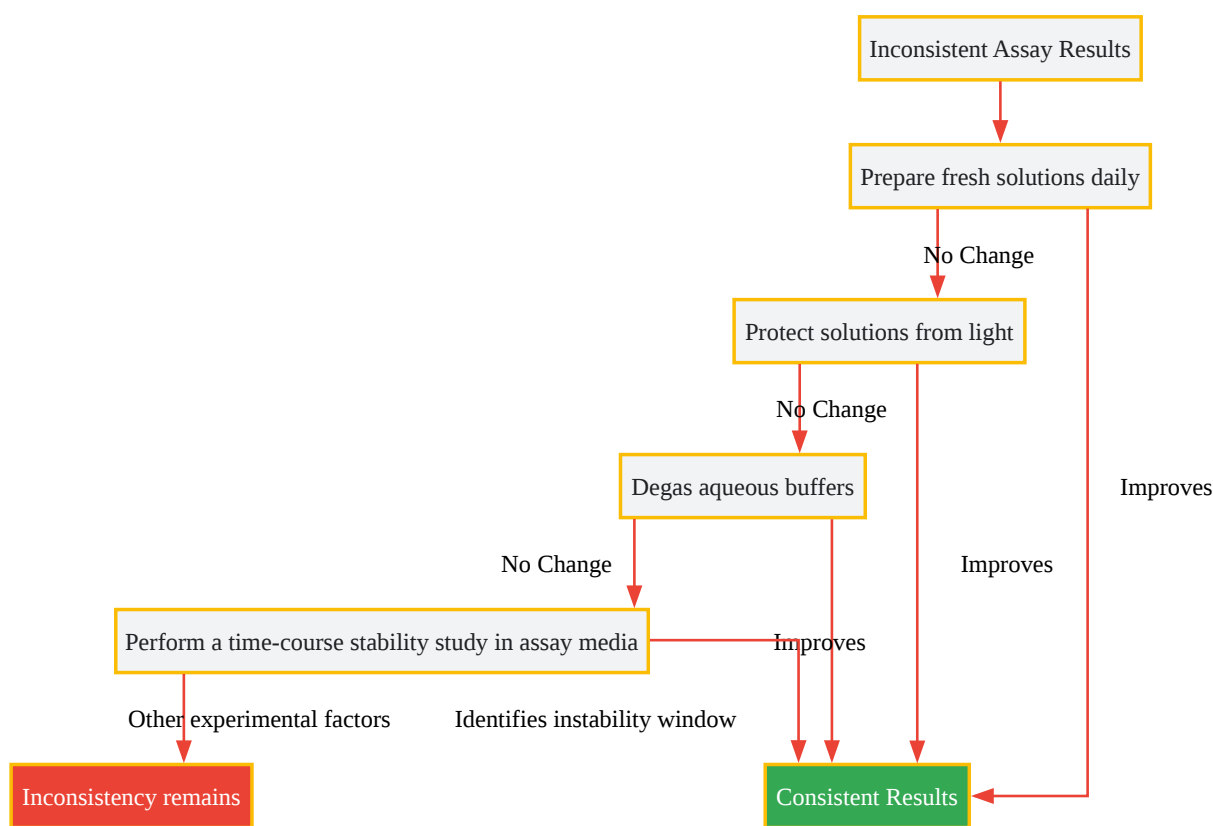 Inconsistent Assay Results
Prepare fresh solutions daily
No Change
Protect solutions from light
No Change
Degas aqueous buffers
Improves
No Change
Improves
Perform a time-course stability study in assay media
Improves
Other experimental factors
Identifies instability window
Inconsistency remains
Consistent Results